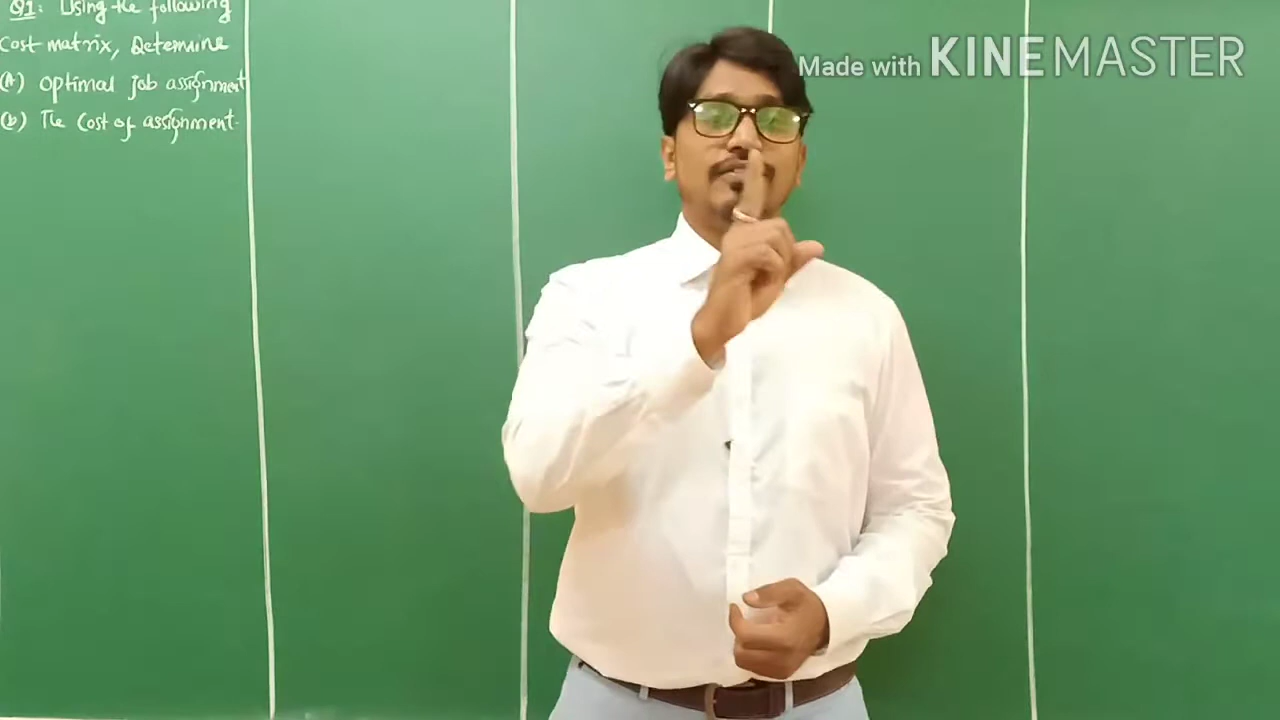 Q1: Using the following
Cost matrix, Determine
(a) Optimal job assignment
(b) The Cost of assignment.
Made with KINEMASTER